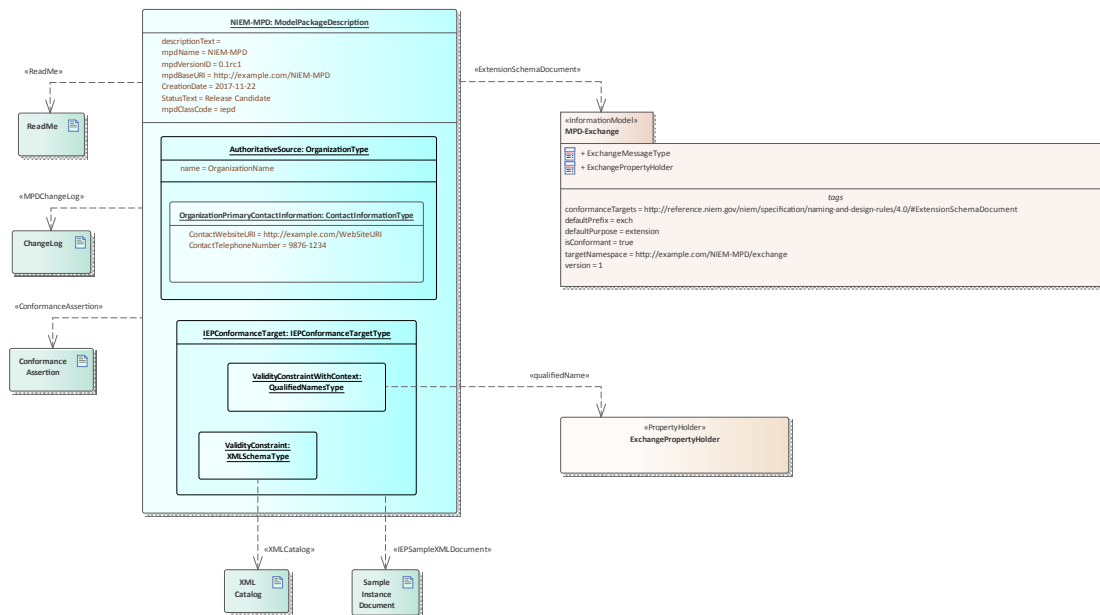 NIEM-MPD: ModelPackageDescription
descriptionText =
mpdName = NIEM-MPD
mpdVersionID = 0.1rc1
mpdBaseURI = http://example.com/NIEM-MPD
CreationDate = 2017-11-22
StatusText = Release Candidate
mpdClassCode = iepd
«ReadMe»
ReadMe
«MPDChangeLog»
ChangeLog
«ConformanceAssertion»
Conformance
Assertion
AuthoritativeSource: OrganizationType
name = OrganizationName
OrganizationPrimaryContactInformation: ContactInformationType
ContactWebsiteURI = http://example.com/WebSiteURI
ContactTelephoneNumber = 9876-1234
IEPConformanceTarget: IEPConformanceTargetType
ValidityConstraintWithContext:
QualifiedNamesType
ValidityConstraint:
XMLSchemaType
«ExtensionSchemaDocument»
«InformationModel»
MPD-Exchange
+ ExchangeMessageType
+ ExchangePropertyHolder
tags
conformanceTargets = http://reference.niem.gov/niem/specification/naming-and-design-rules/4.0/#ExtensionSchemaDocument
defaultPrefix = exch
defaultPurpose = extension
isConformant = true
targetNamespace = http://example.com/NIEM-MPD/exchange
version = 1
«qualifiedName»
«PropertyHolder»
ExchangePropertyHolder
«XMLCatalog»
XML
Catalog
«IEPSampleXMLDocument»
Sample
Instance
Document